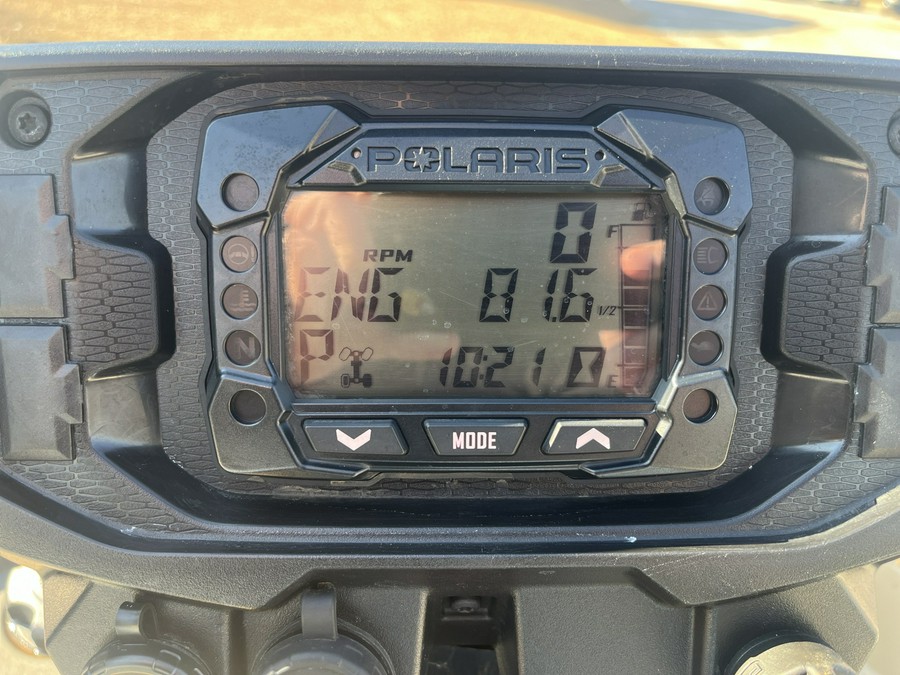 POLARIS
0
F
RPM
ENG 81.6
1/2
P 10:21
E
N
MODE